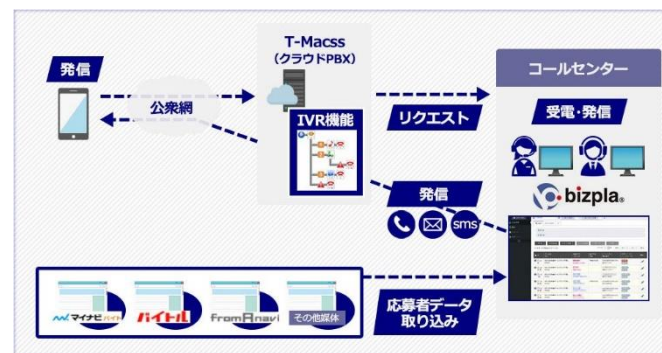 発信
公衆網
T-Macss
(クラウドPBX)
IVR機能
リクエスト
コールセンター
受電・発信
bizpla
発信
sms
応募者データ
取り込み
マイナビバイト
バイトル
fromAnavi
その他媒体